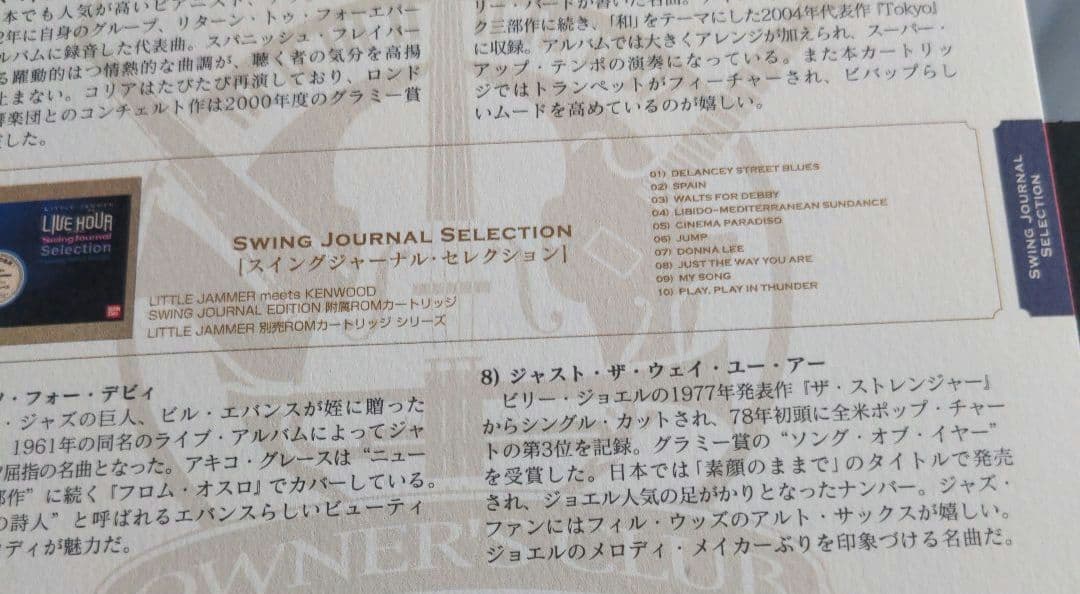 本でも人気が高いピアニスト、
2年に自身のグループ、リターン・トゥ・フォーエバー
ルバムに録音した代表曲。スパニッシュ・フレイバー
る躍動的はつ情熱的な曲調が、聴く者の気分を高揚
止まない。コリアはたびたび再演しており、ロンド
響楽団とのコンチェルト作は2000年度のグラミー賞
した。
リー・パードが書いた名曲。
ク三部作に続き、「和」をテーマにした2004年代表作『Tokyo』
に収録。アルバムでは大きくアレンジが加えられ、スーパー・
アップ・テンポの演奏になっている。また本カートリッ
ジではトランペットがフィーチャーされ、ビバップらし
いムードを高めているのが嬉しい。
LITTLE JAMMER
LIVE HOUR
Swing Journal
Selection
SWING JOURNAL SELECTION
[スイングジャーナル・セレクション]
LITTLE JAMMER meets KENWOOD
SWING JOURNAL EDITION 附属ROMカートリッジ
LITTLE JAMMER 別売ROMカートリッジ シリーズ
01) DELANCEY STREET BLUES
02) SPAIN
03) WALTS FOR DEBBY
04) LIBIDO-MEDITERRANEAN SUNDANCE
05) CINEMA PARADISO
06) JUMP
07) DONNA LEE
08) JUST THE WAY YOU ARE
09) MY SONG
10) PLAY, PLAY IN THUNDER
SWING JOURNAL
SELECTION
・フォー・デビィ
・ジャズの巨人、ビル・エバンスが姪に贈った
1961年の同名のライブ・アルバムによってジャ
屈指の名曲となった。アキコ・グレースは“ニュー
部作”に続く『フロム・オスロ』でカバーしている。
の詩人”と呼ばれるエバンスらしいビューティ
ディが魅力だ。
8) ジャスト・ザ・ウェイ・ユー・アー
ビリー・ジョエルの1977年発表作『ザ・ストレンジャー』
からシングル・カットされ、78年初頭に全米ポップ・チャー
トの第3位を記録。グラミー賞の“ソング・オブ・イヤー”
を受賞した。日本では「素顔のままで」のタイトルで発売
され、ジョエル人気の足がかりとなったナンバー。ジャズ・
ファンにはフィル・ウッズのアルト・サックスが嬉しい。
ジョエルのメロディ・メイカーぶりを印象づける名曲だ。
OWNER'S CLUB